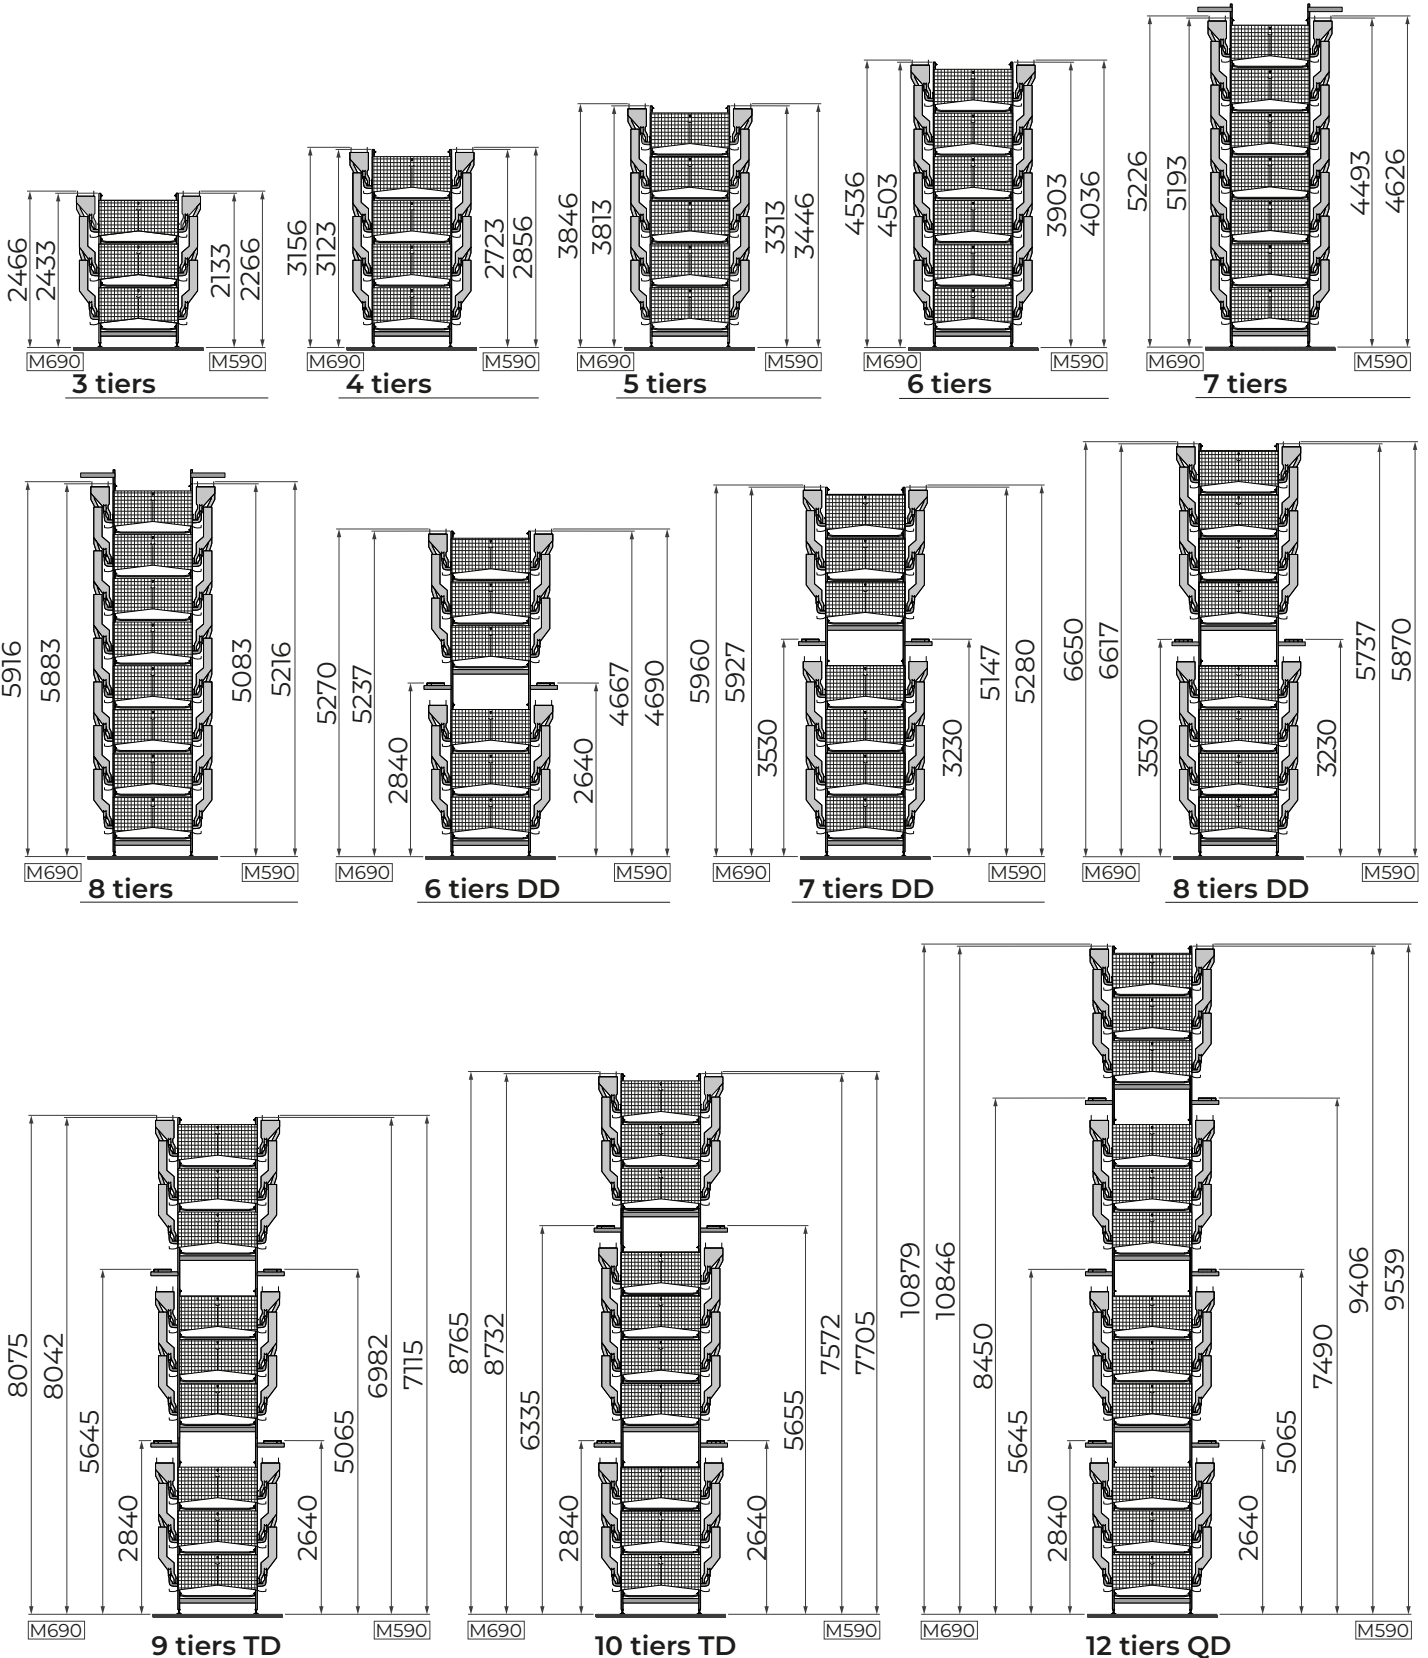 2466 2433 2133 2266
M690 M590
3 tiers
3156 3123 2723 2856
M690 M590
4 tiers
3846 3813 3313 3446
M690 M590
5 tiers
4536 4503 3903 4036
M690 M590
6 tiers
5226 5193 4493 4626
M690 M590
7 tiers
5916 5883 5083 5216
M690 M590
8 tiers
5270 5237 2840 2640 4667 4690
M690 M590
6 tiers DD
5960 5927 3530 3230 5147 5280
M690 M590
7 tiers DD
6650 6617 3530 3230 5737 5870
M690 M590
8 tiers DD
8075 8042 5645 2840 2640 5065 6982 7115
M690 M590
9 tiers TD
8765 8732 6335 2840 2640 5655 7572 7705
M690 M590
10 tiers TD
10879 10846 8450 5645 2840 2640 5065 7490 9406 9539
M690 M590
12 tiers QD